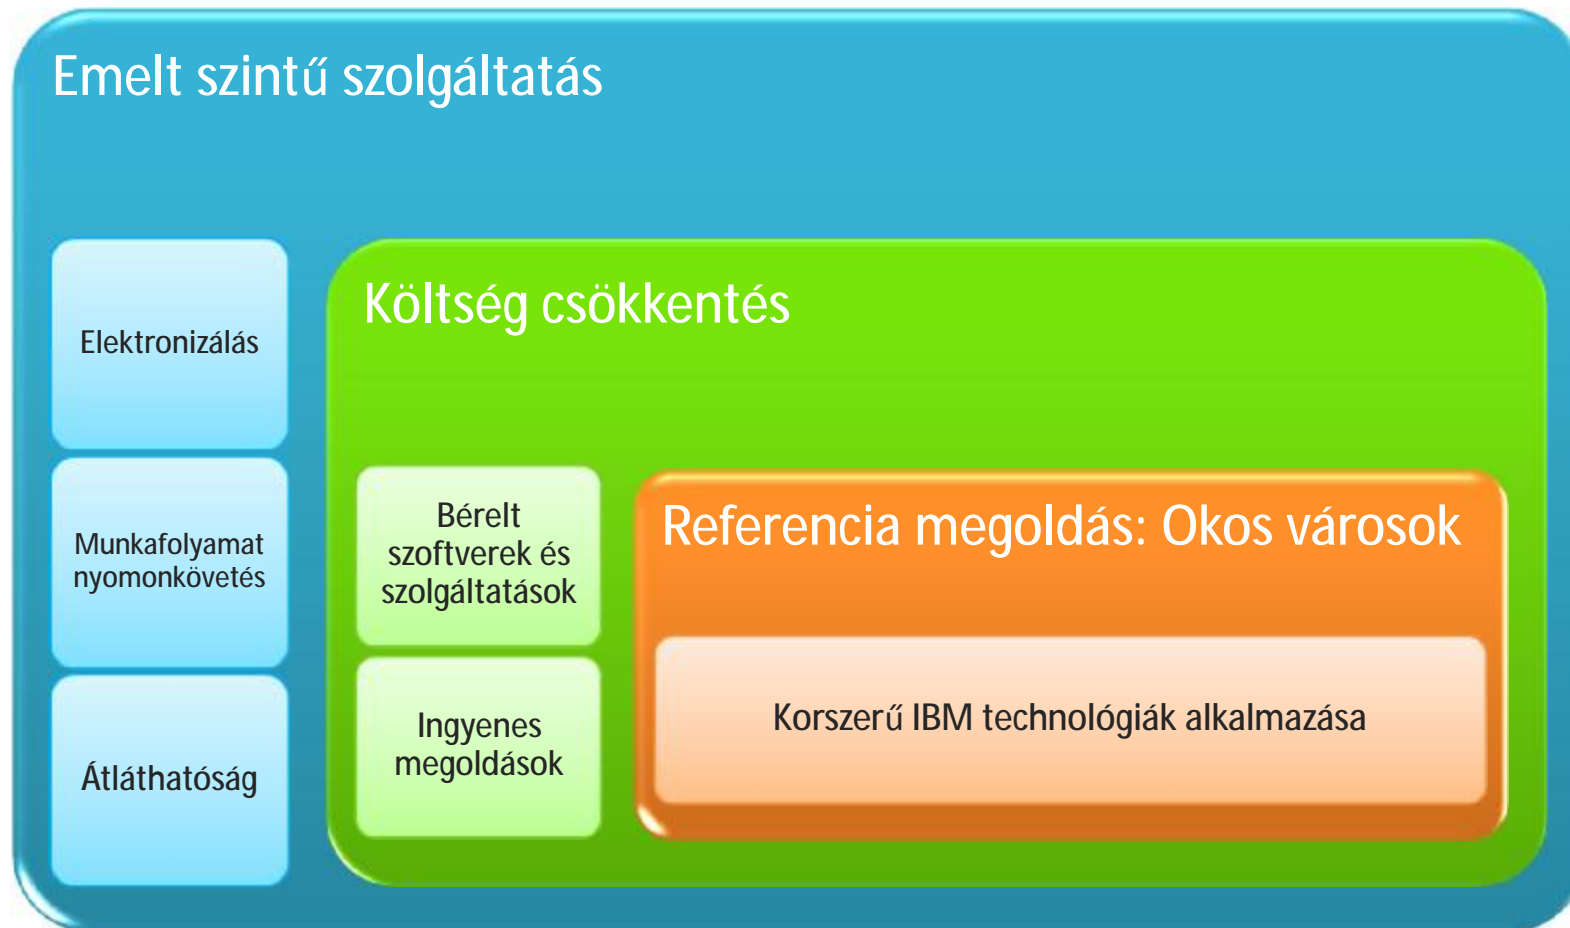 Emelt szintű szolgáltatás
Elektronizálás
Munkafolyamat
nyomonkövetés
Átláthatóság
Költség csökkentés
Bérelt
szoftverek és
szolgáltatások
Ingyenes
megoldások
Referencia megoldás: Okos városok
Korszerű IBM technológiák alkalmazása